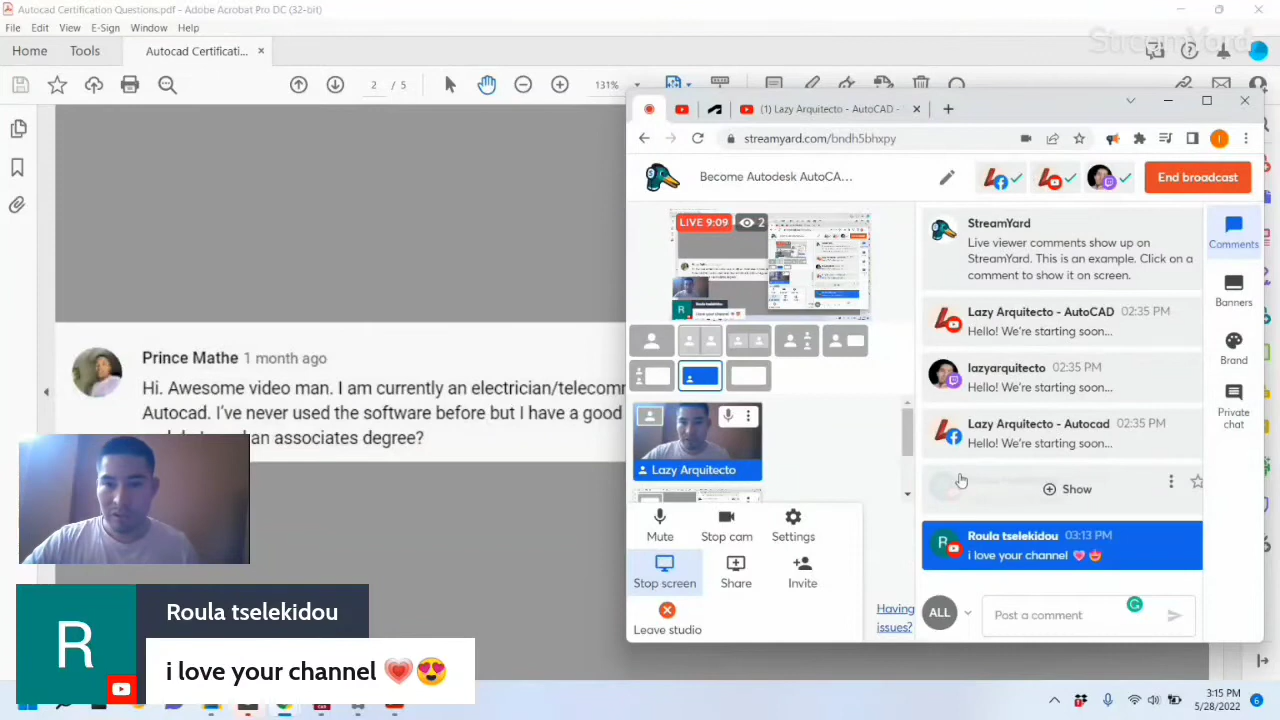 Autocad Certification Questions.pdf - Adobe Acrobat Pro DC (32-bit)
File Edit View E-Sign Window Help
StreamYard
Home Tools Autocad Certificati... ×
2 / 5 131%
(1) Lazy Arquitecto - AutoCAD -
streamyard.com/bndh5bhxpy
Become Autodesk AutoCA...
End broadcast
LIVE 9:09 2
StreamYard
Live viewer comments show up on
StreamYard. This is an example. Click on a
comment to show it on screen.
Comments
Banners
Brand
Private
chat
Lazy Arquitecto - AutoCAD 02:35 PM
Hello! We're starting soon...
lazyarquitecto 02:35 PM
Hello! We're starting soon...
Lazy Arquitecto - Autocad 02:35 PM
Hello! We're starting soon...
Show
Roula tselekidou 03:13 PM
i love your channel 💗😍
ALL Post a comment
Prince Mathe 1 month ago
Hi. Awesome video man. I am currently an electrician/telecomr
Autocad. I've never used the software before but I have a good
an associates degree?
Lazy Arquitecto
Mute Stop cam Settings
Stop screen Share Invite
Leave studio
Having
issues?
R
Roula tselekidou
i love your channel 💗😍
3:15 PM
5/28/2022
6